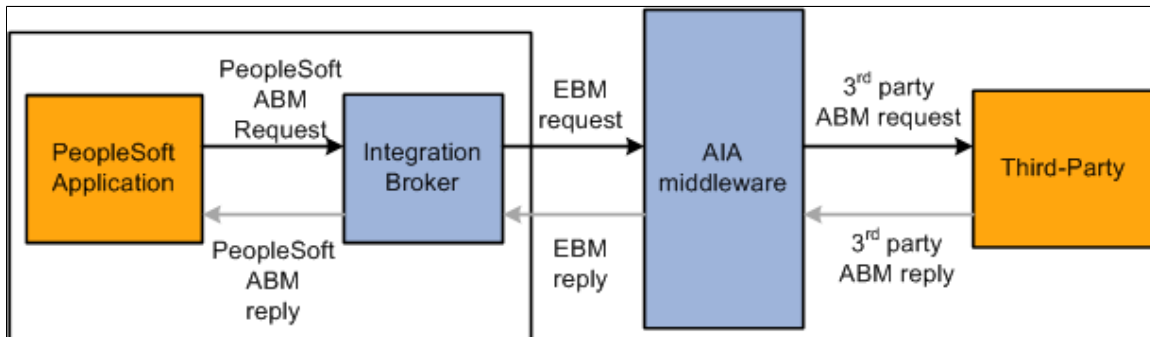 PeopleSoft
Application
PeopleSoft
ABM
Request
PeopleSoft
ABM
reply
Integration
Broker
EBM
request
EBM
reply
AIA
middleware
3rd party
ABM request
3rd party
ABM reply
Third-Party